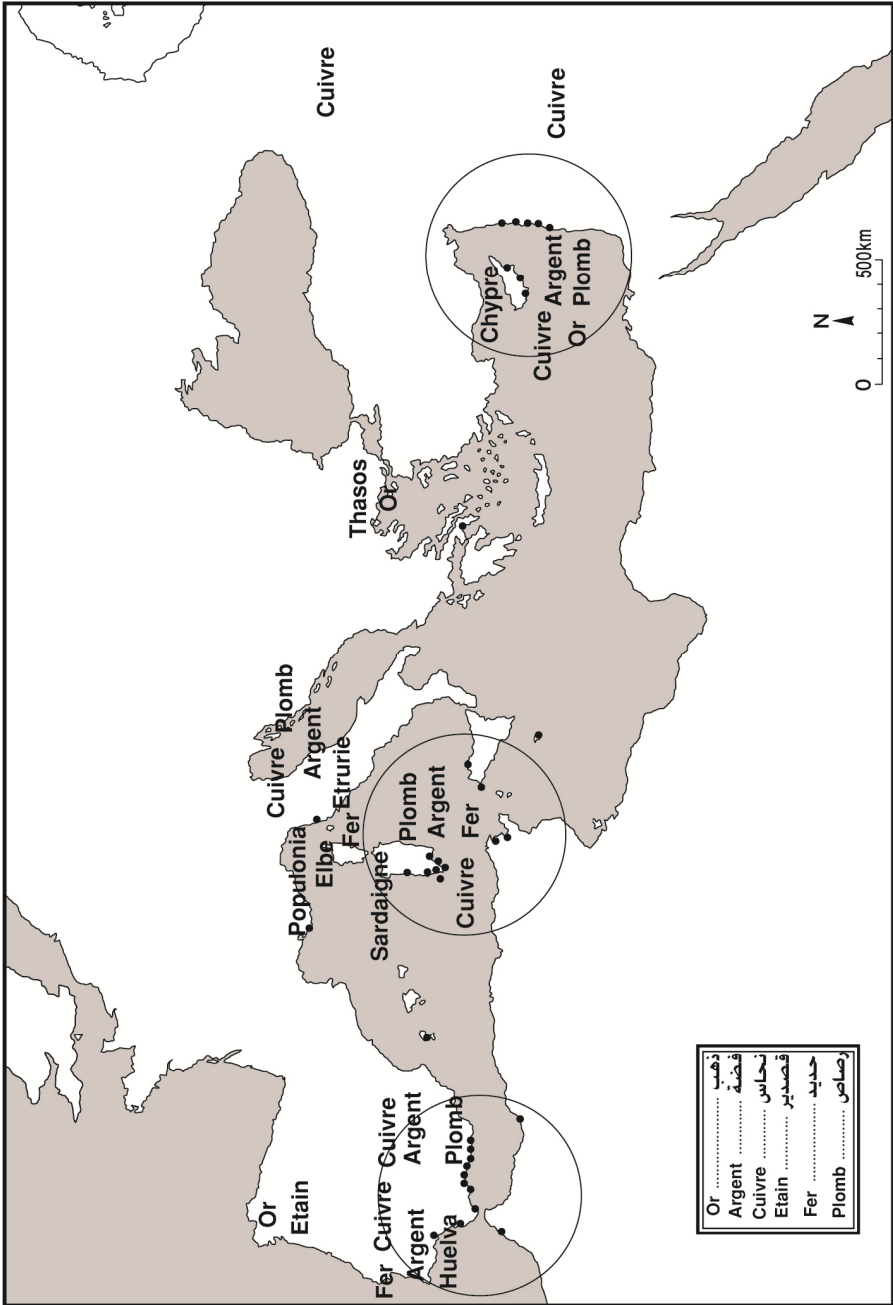 Cuivre
Cuivre
Thasos
Or
Chypre
Cuivre
Argent
Or
Plomb
Cuivre
Plomb
Argent
Populonia
Etrurie
Elbe
Fer
Sardaigne
Plomb
Argent
Cuivre
Fer
Or
Etain
Fer
Cuivre
Cuivre
Argent
Argent
Huelva
Plomb
N
0 500km
Or .................... ذهب
Argent ........... فضة
Cuivre ............ نحاس
Etain ............. قصدير
Fer ................ حديد
Plomb ........... رصاص